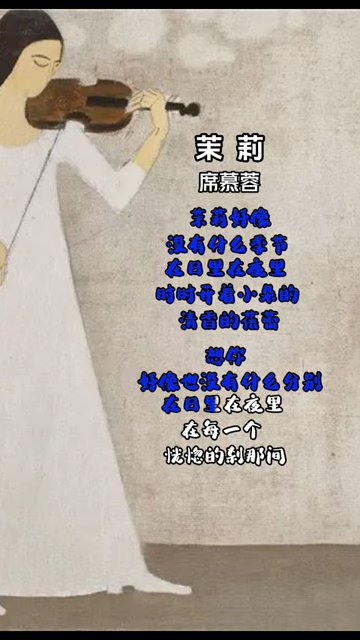 茉莉
席慕蓉
茉莉好像
没有什么季节
在日里在夜里
时时开着小朵的
清香的蓓蕾
想你
好像也没有什么分别
在日里在夜里
在每一个
恍惚的刹那间